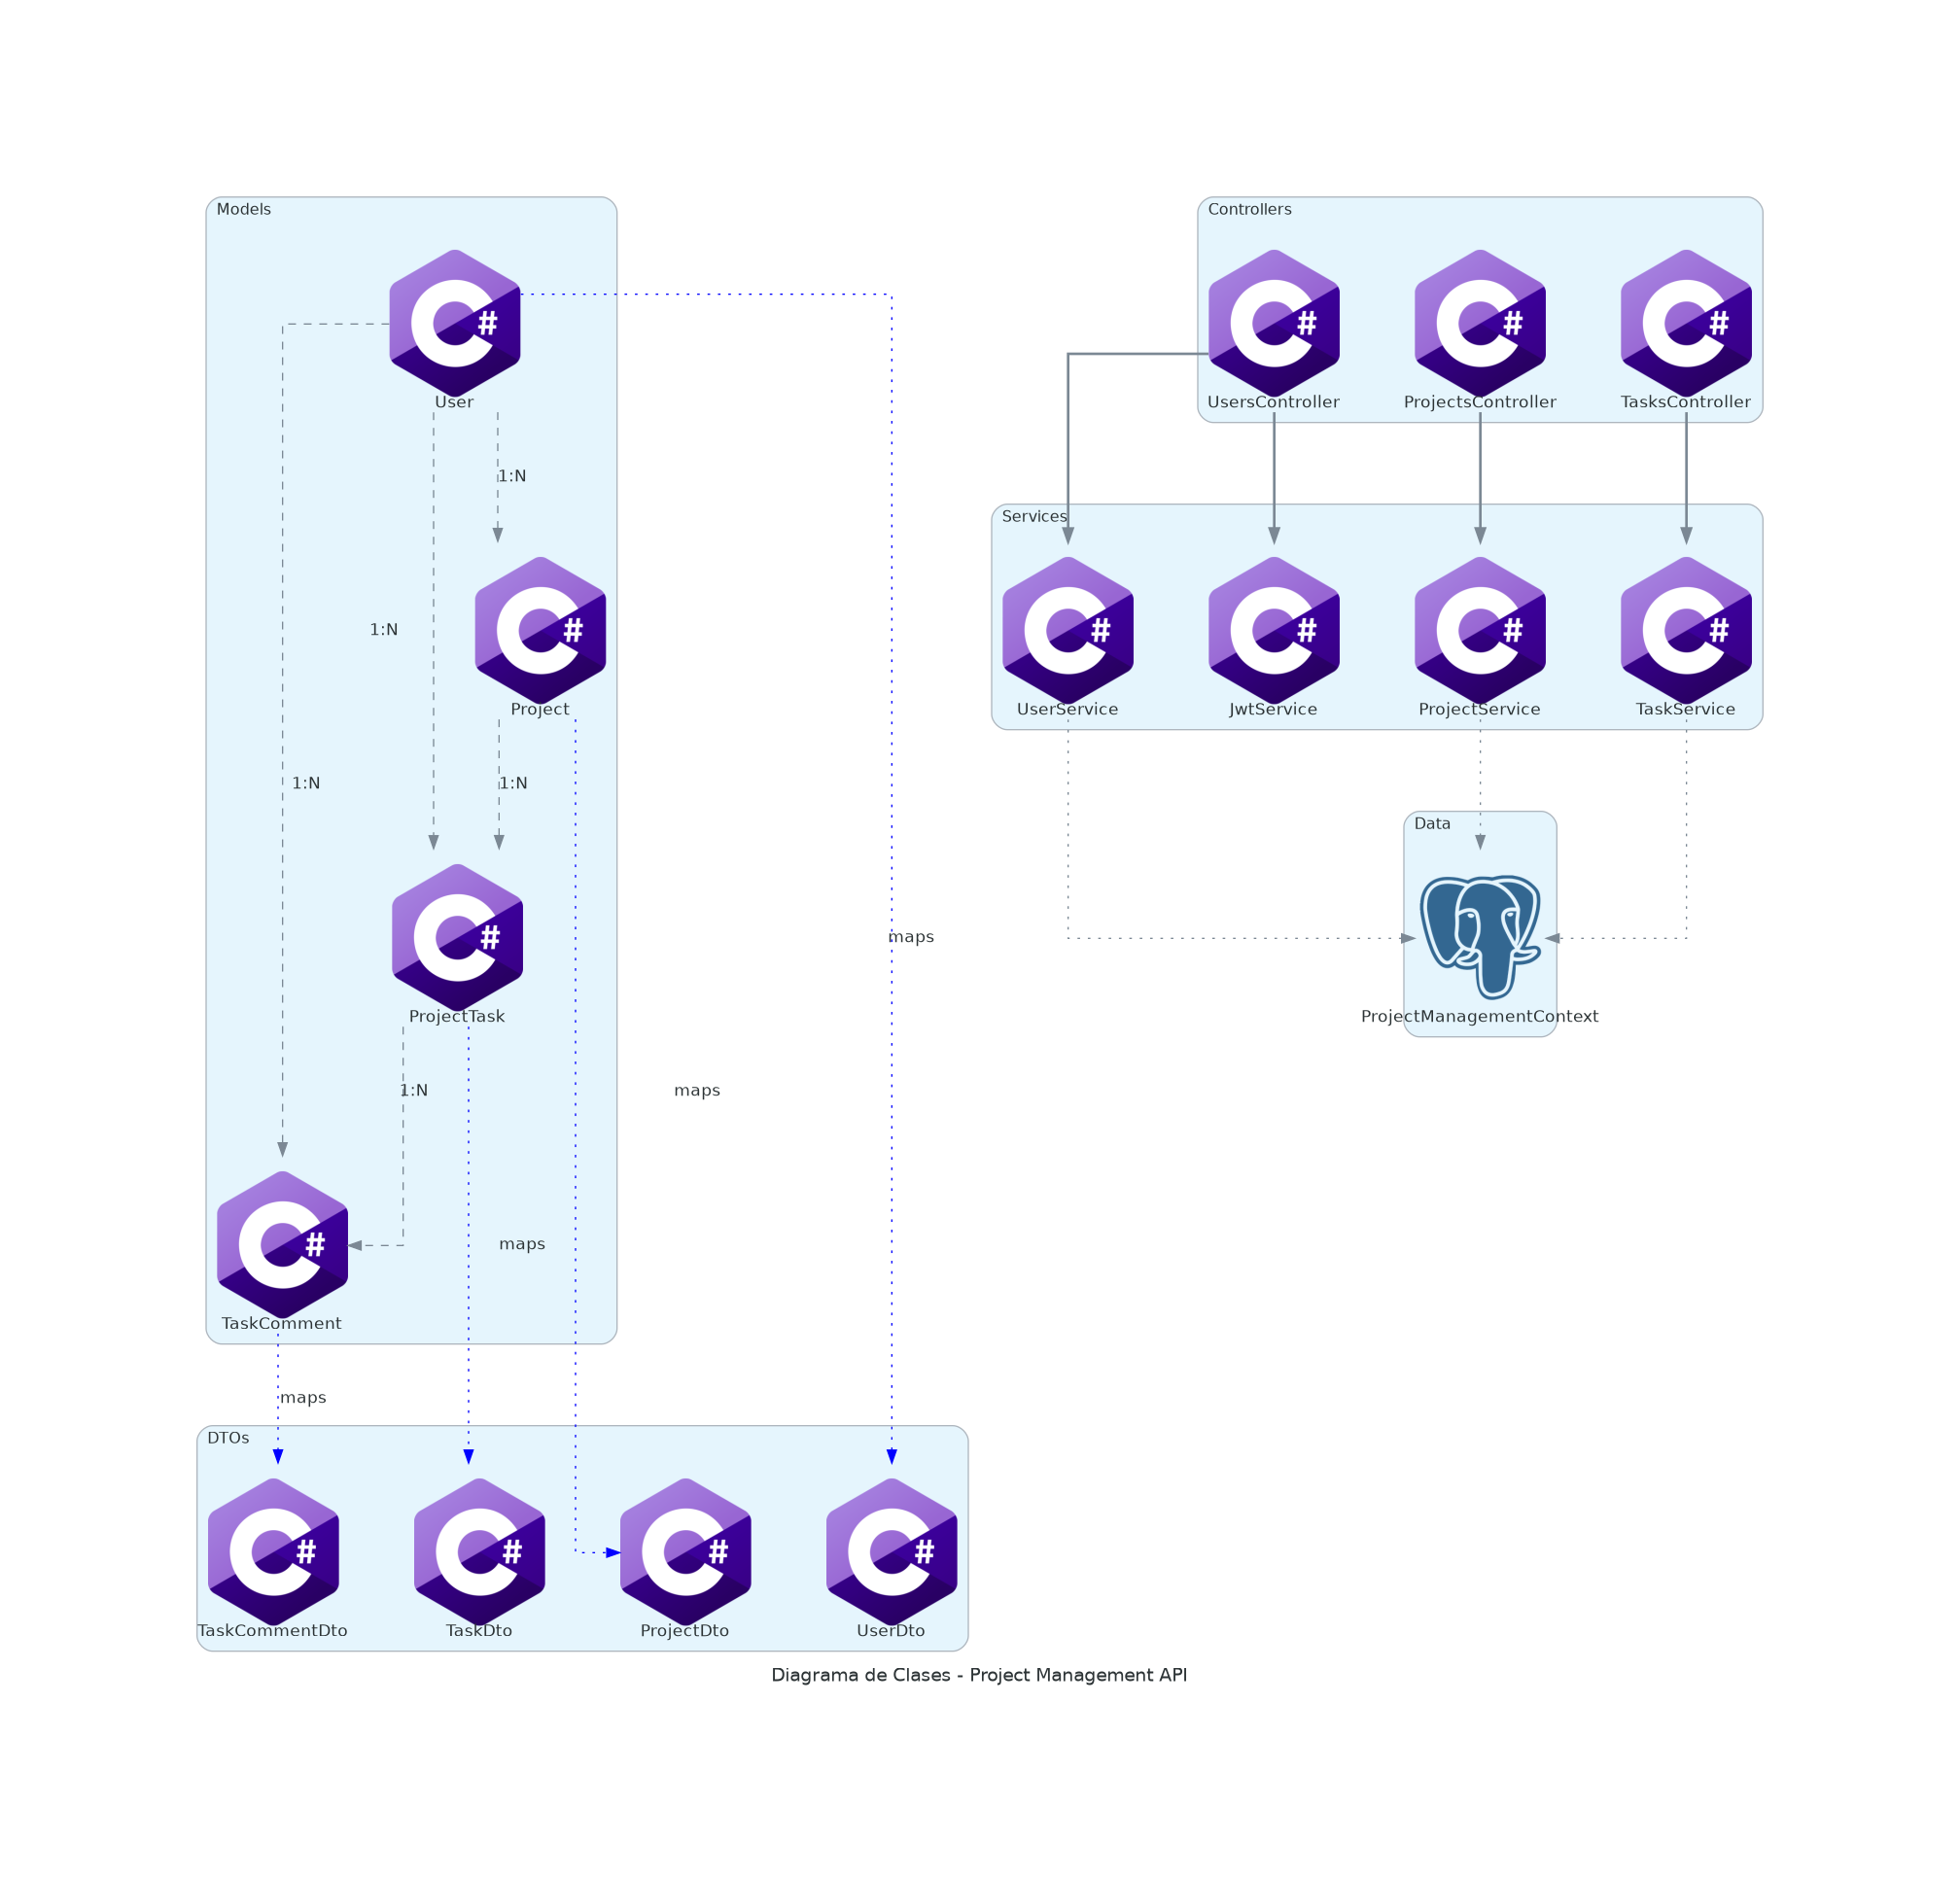 Models
Controllers
User
UsersController
ProjectsController
TasksController
1:N
Services
1:N
Project
UserService
JwtService
ProjectService
TaskService
1:N
1:N
Data
maps
ProjectTask
ProjectManagementContext
1:N
maps
maps
TaskComment
maps
DTOs
TaskCommentDto
TaskDto
ProjectDto
UserDto
Diagrama de Clases - Project Management API